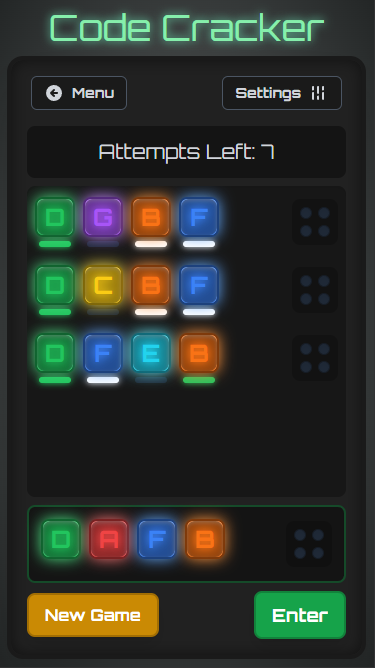 Code Cracker
Menu
Settings
Attempts Left: 7
D G B F
D C B F
D F E B
D A F B
New Game
Enter